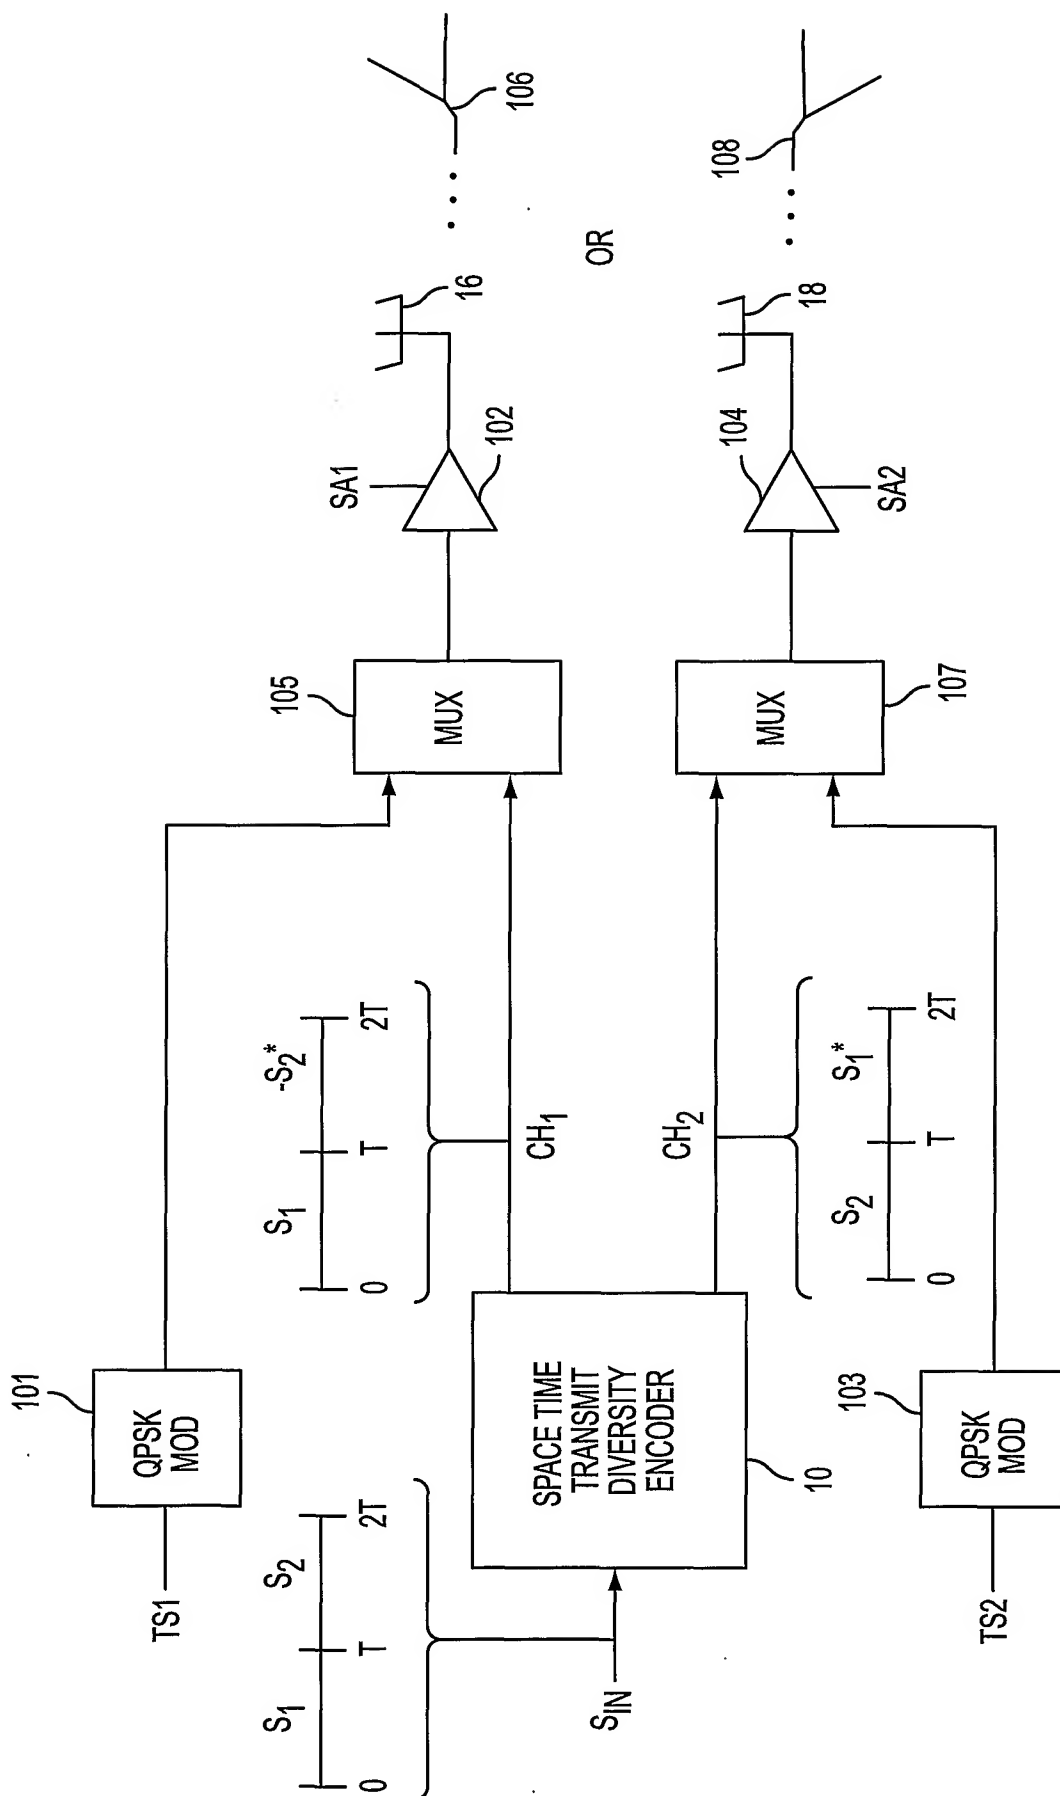 TS1
QPSK
MOD
101
S1 S2
0 T 2T
S1 -S2*
0 T 2T
SIN
SPACE TIME
TRANSMIT
DIVERSITY
ENCODER
10
CH1
CH2
S2 S1*
0 T 2T
TS2
QPSK
MOD
103
105
MUX
MUX
107
SA1
102
104
SA2
16
18
OR
106
108